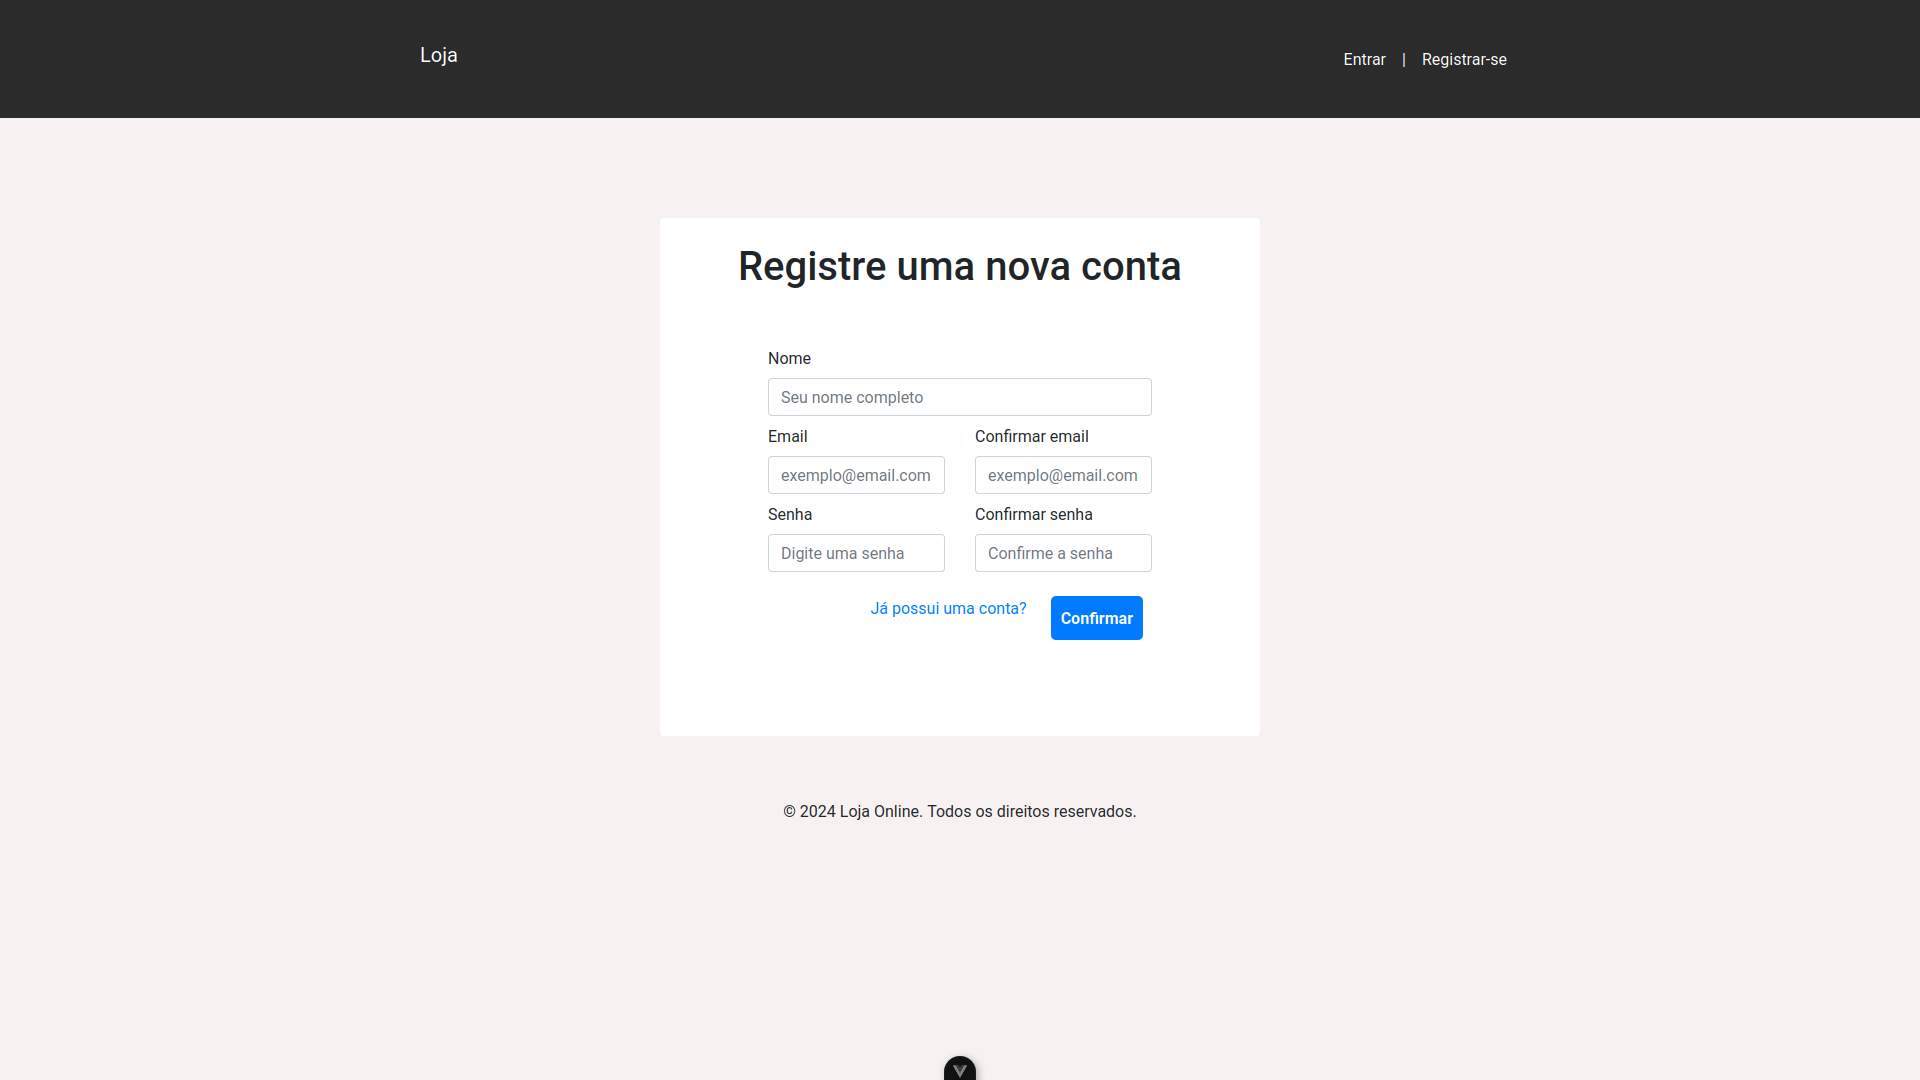 Loja
Entrar | Registrar-se
Registre uma nova conta
Nome
Seu nome completo
Email Confirmar email
exemplo@email.com exemplo@email.com
Senha Confirmar senha
Digite uma senha Confirme a senha
Já possui uma conta? Confirmar
© 2024 Loja Online. Todos os direitos reservados.